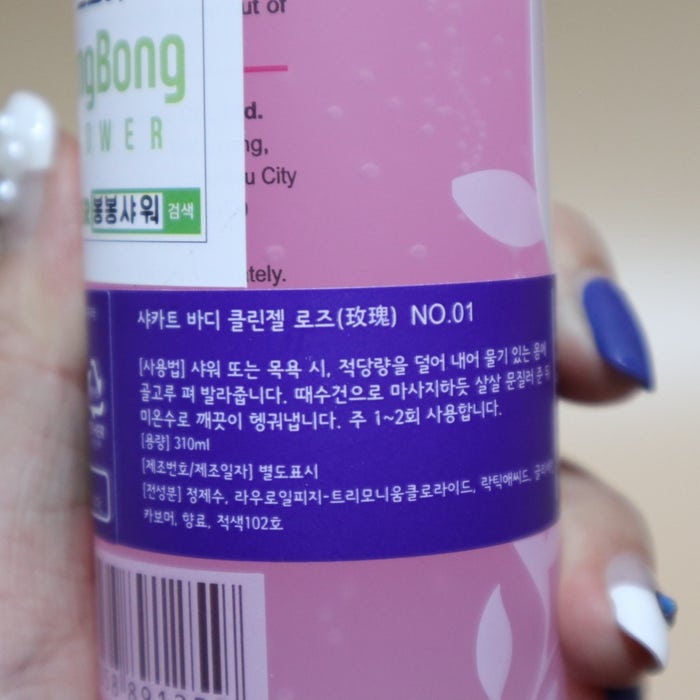 ut of
ngBong
OWER
d.
ng,
u City
)
봉봉샤워 검색
tely.
샤카트 바디 클린젤 로즈(玫瑰) NO.01
[사용법] 샤워 또는 목욕 시, 적당량을 덜어 내어 물기 있는 몸에
골고루 펴 발라줍니다. 때수건으로 마사지하듯 살살 문질러 준 뒤
미온수로 깨끗이 헹궈냅니다. 주 1~2회 사용합니다.
[용량] 310ml
[제조번호/제조일자] 별도표시
[전성분] 정제수, 라우로일피지-트리모니움클로라이드, 락틱애씨드, 글리세
카보머, 향료, 적색102호